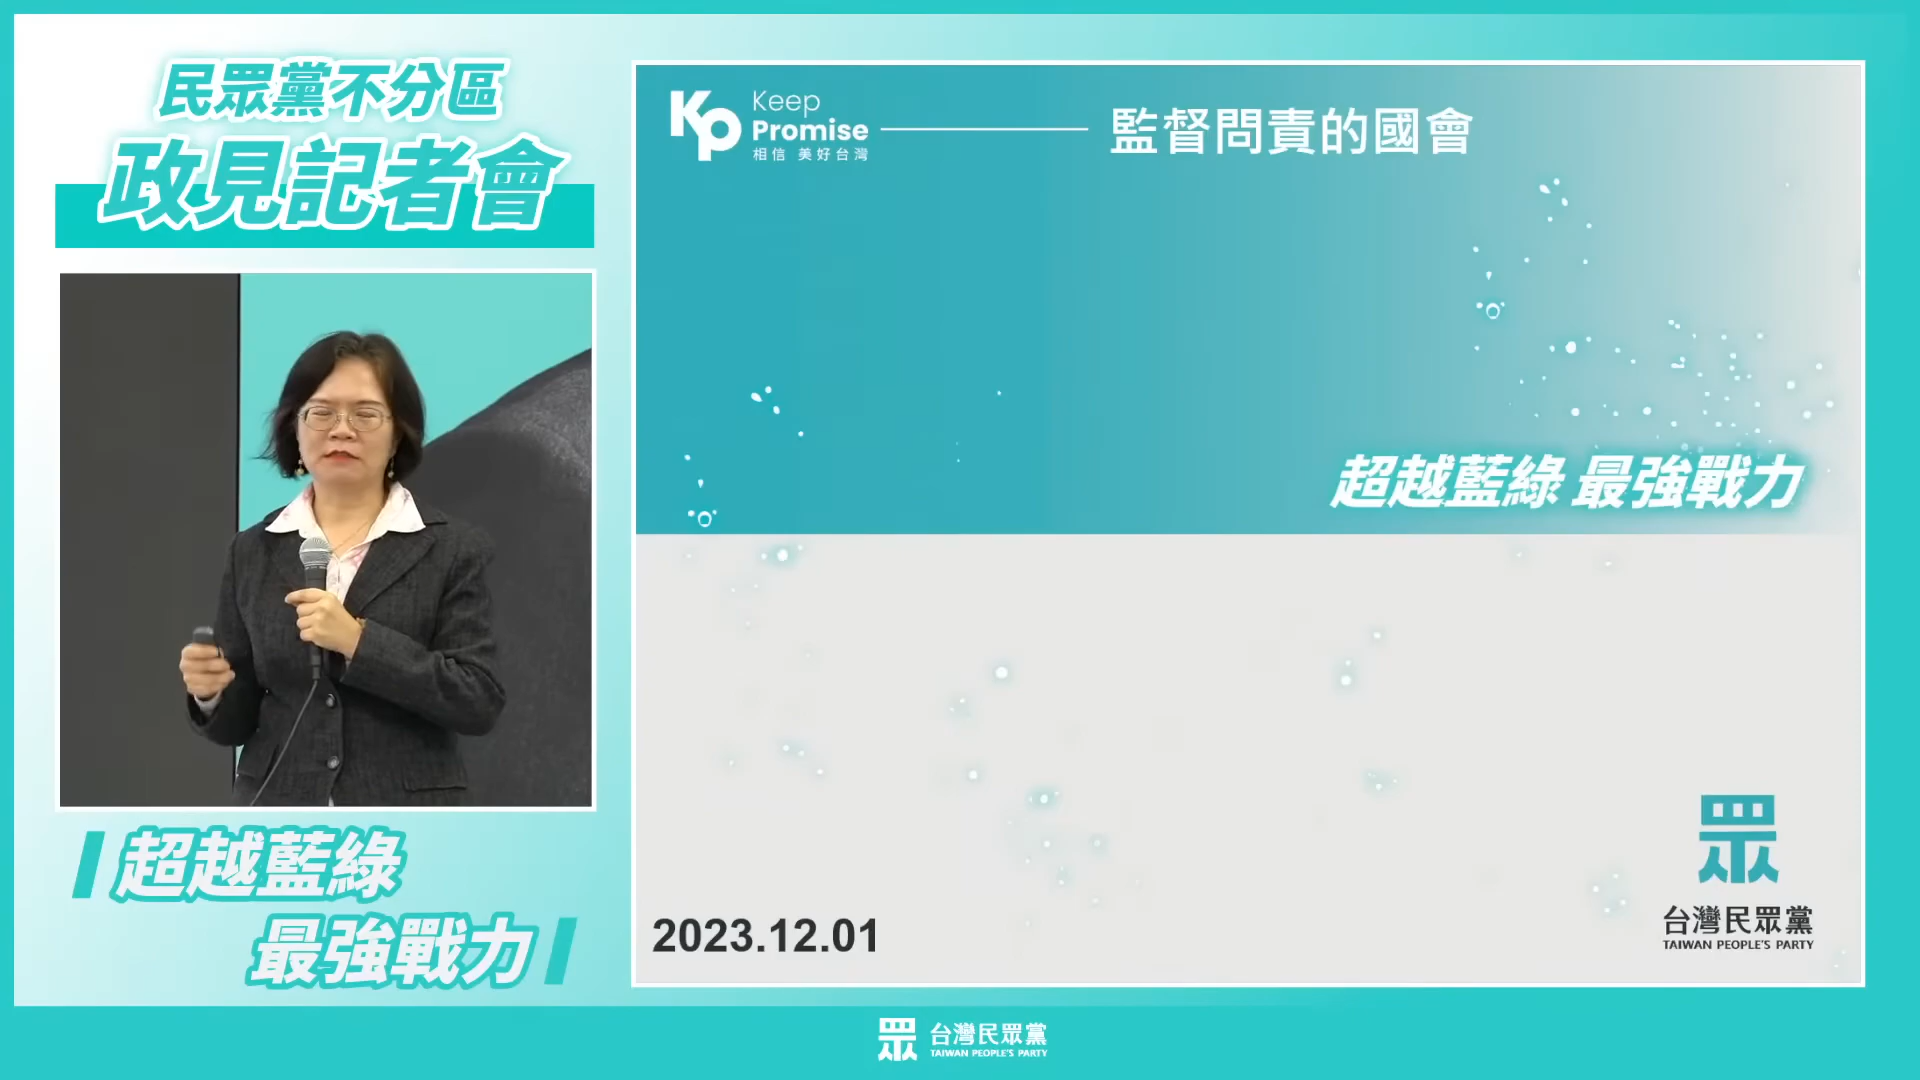 民眾黨不分區
政見記者會
超越藍綠
最強戰力
Kp
Keep
Promise
相信 美好台灣
監督問責的國會
超越藍綠 最強戰力
2023.12.01
眾
台灣民眾黨
TAIWAN PEOPLE'S PARTY
眾
台灣民眾黨
TAIWAN PEOPLE'S PARTY